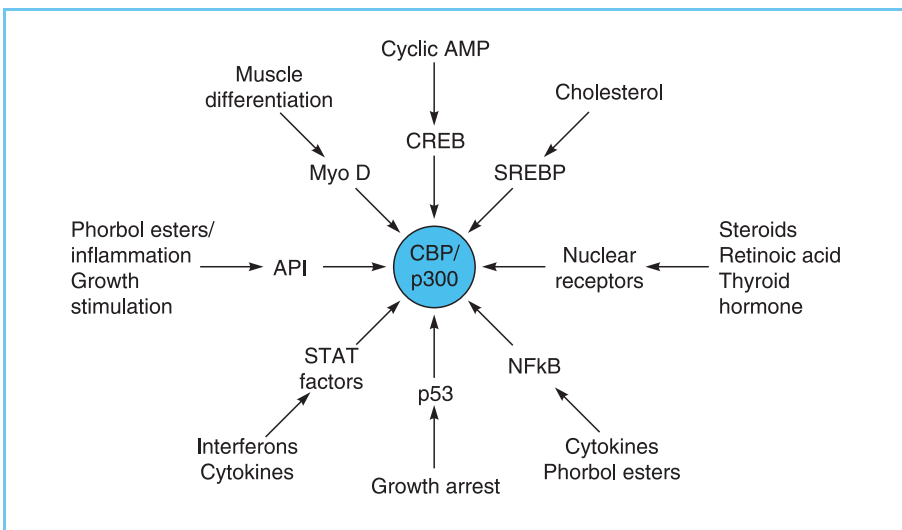 Cyclic AMP
Muscle
differentiation
Cholesterol
CREB
Myo D
SREBP
Phorbol esters/
inflammation
Growth
stimulation
API
CBP/
p300
Nuclear
receptors
Steroids
Retinoic acid
Thyroid
hormone
STAT
factors
p53
NFkB
Interferons
Cytokines
Growth arrest
Cytokines
Phorbol esters